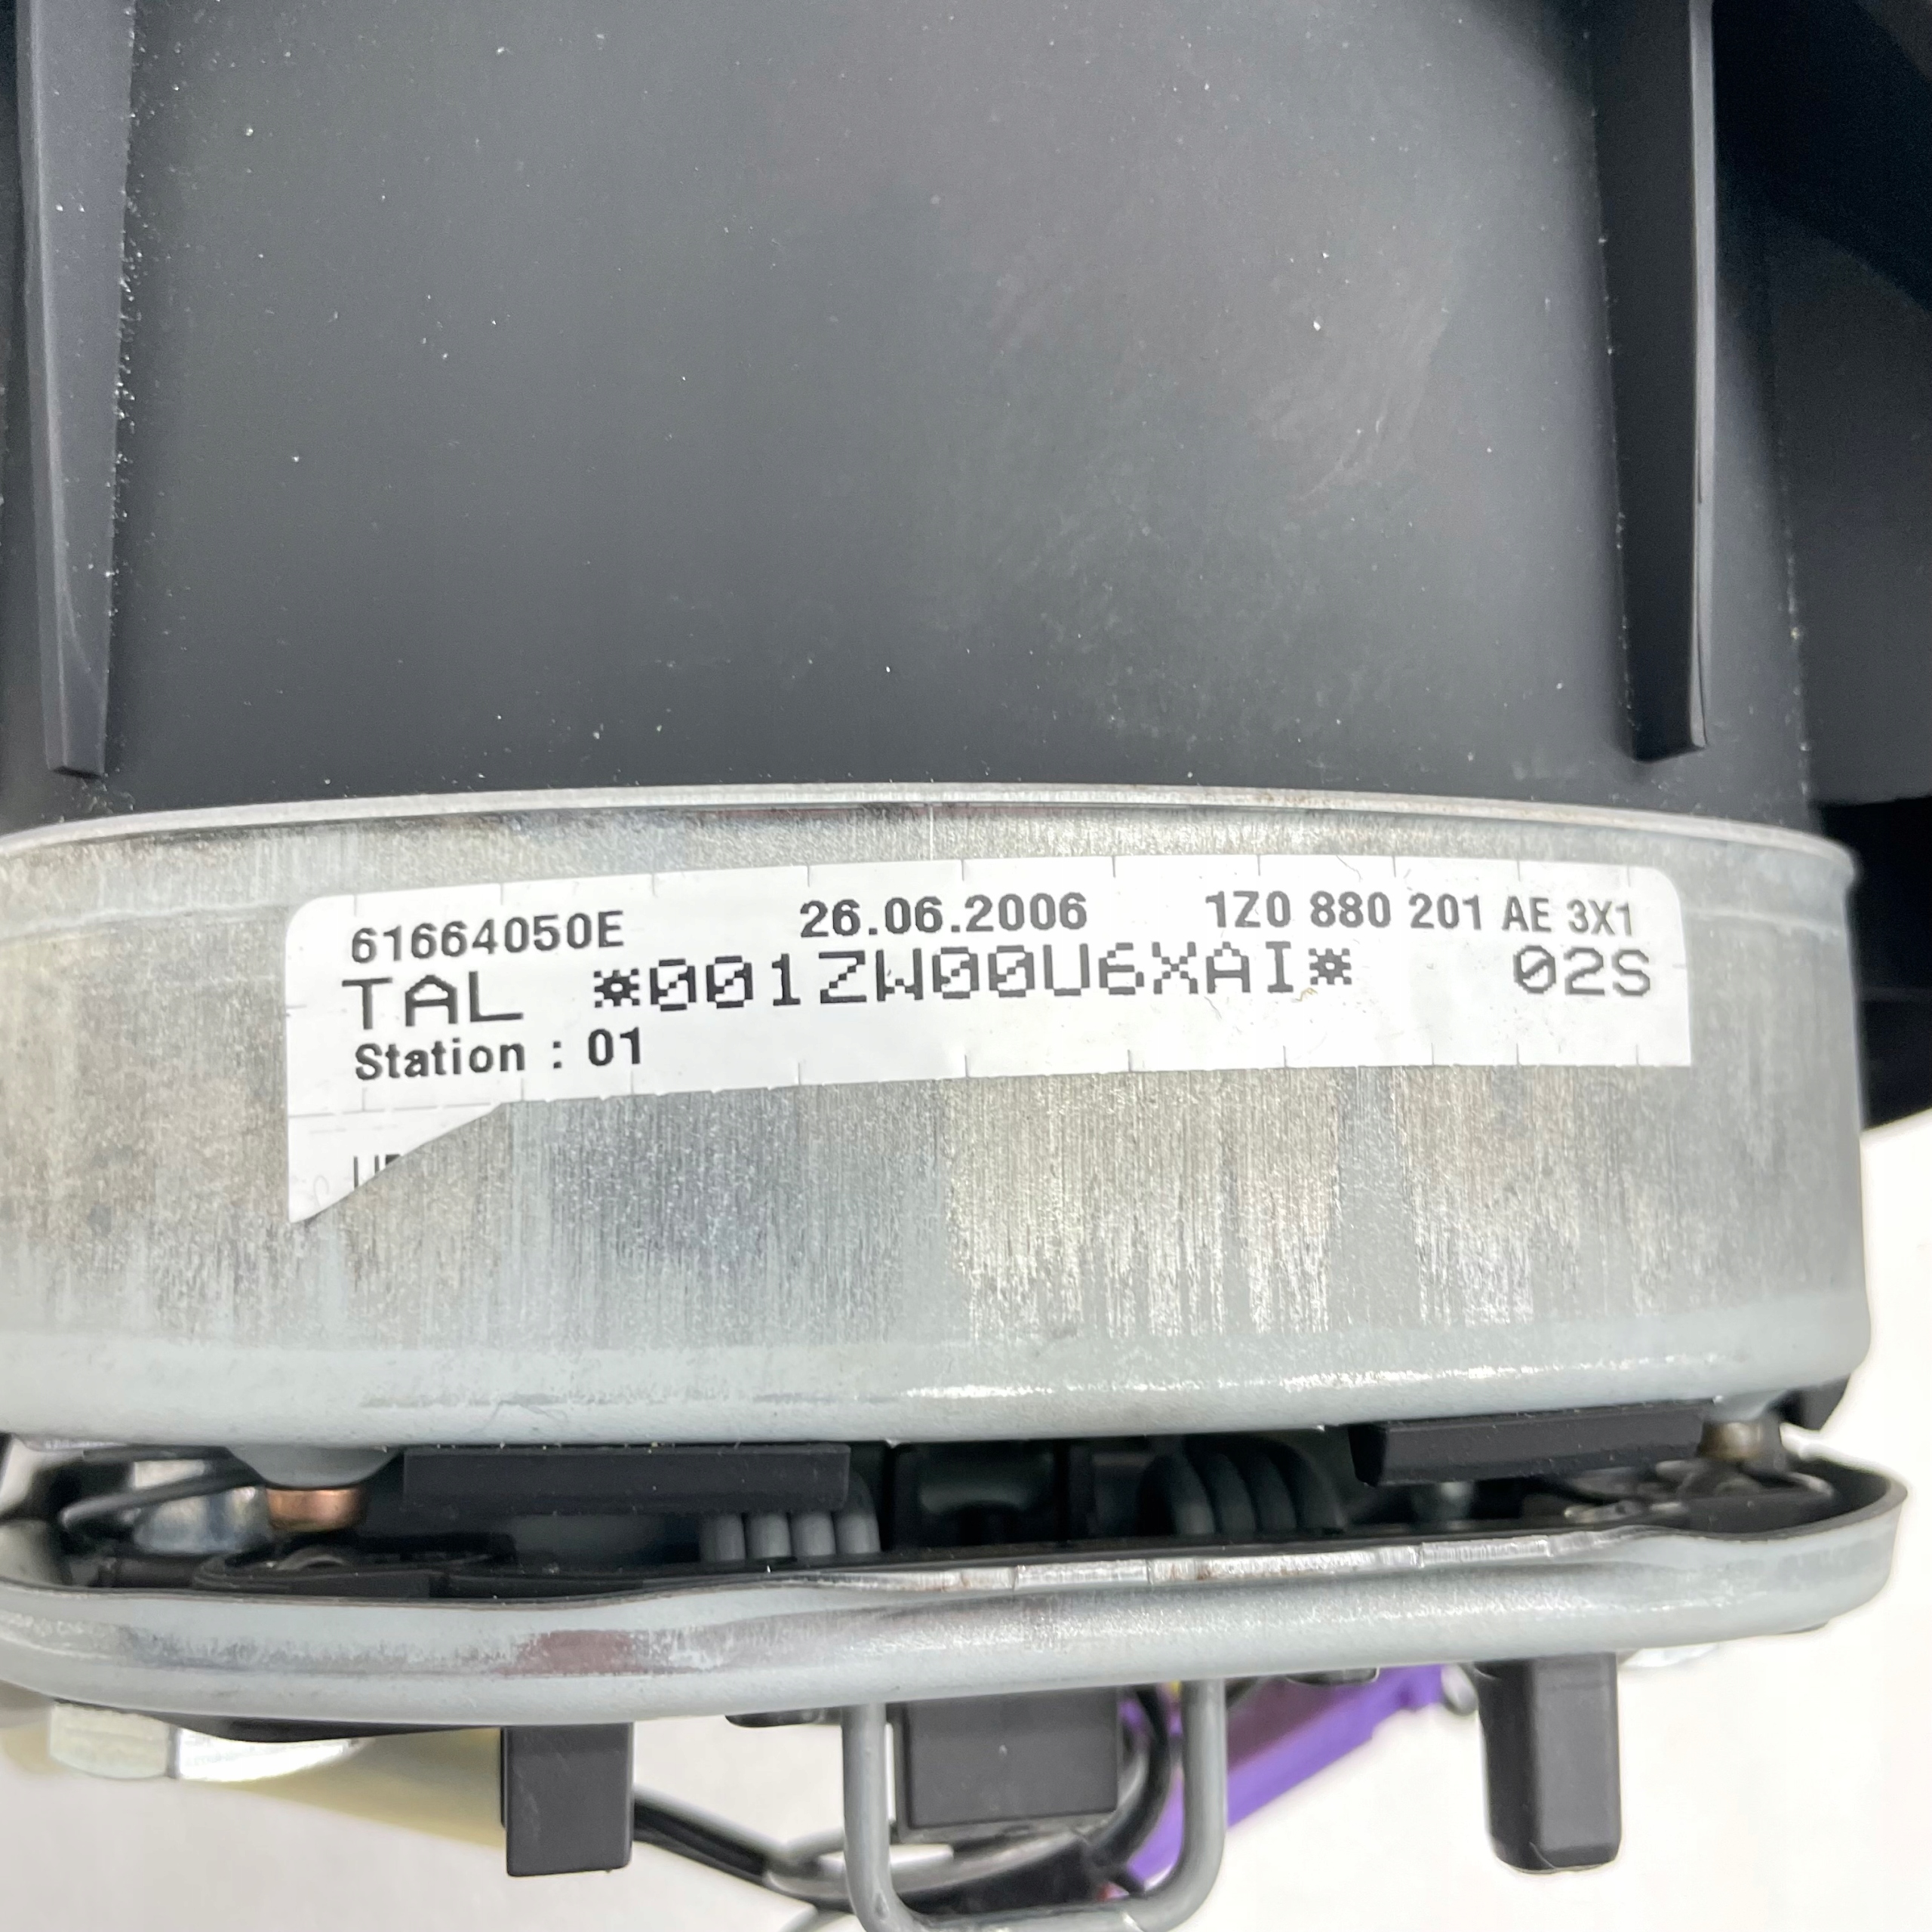 61664050E 26.06.2006 1Z0 880 201 AE 3X1
TAL *001ZW00U6XAI* 02S
Station : 01